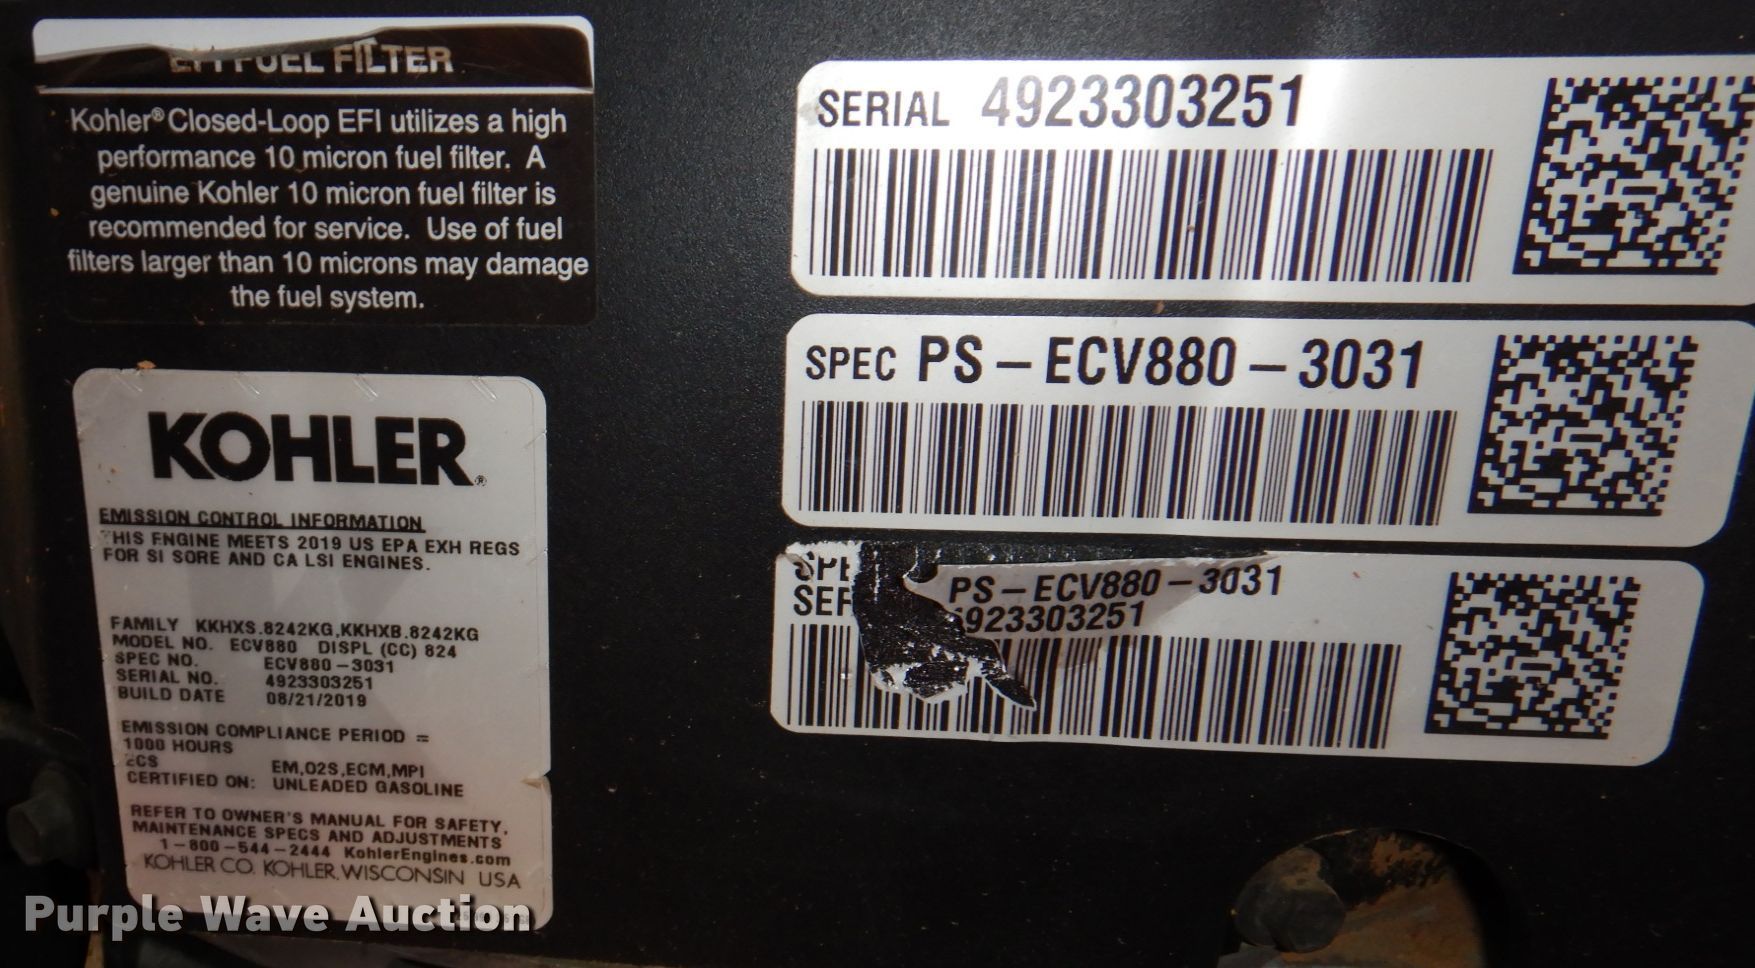 EFI FUEL FILTER
Kohler® Closed-Loop EFI utilizes a high
performance 10 micron fuel filter. A
genuine Kohler 10 micron fuel filter is
recommended for service. Use of fuel
filters larger than 10 microns may damage
the fuel system.
KOHLER®
EMISSION CONTROL INFORMATION
THIS ENGINE MEETS 2019 US EPA EXH REGS
FOR SI SORE AND CA LSI ENGINES.
FAMILY KKHXS.8242KG,KKHXB.8242KG
MODEL NO. ECV880 DISPL (CC) 824
SPEC NO. ECV880-3031
SERIAL NO. 4923303251
BUILD DATE 08/21/2019
EMISSION COMPLIANCE PERIOD =
1000 HOURS
ECS EM,O2S,ECM,MPI
CERTIFIED ON: UNLEADED GASOLINE
REFER TO OWNER'S MANUAL FOR SAFETY,
MAINTENANCE SPECS AND ADJUSTMENTS
1-800-544-2444 KohlerEngines.com
KOHLER CO. KOHLER, WISCONSIN USA
SERIAL 4923303251
SPEC PS-ECV880-3031
SPE PS-ECV880-3031
SER 4923303251
Purple Wave Auction